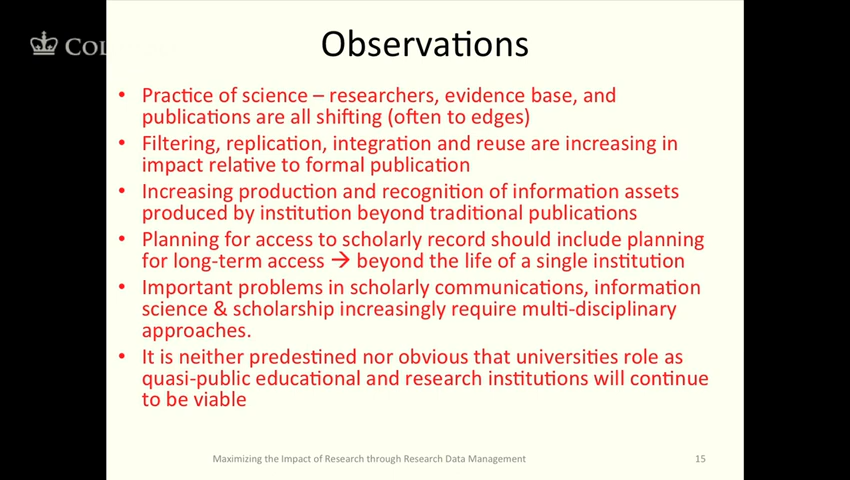 COL
Observations
• Practice of science – researchers, evidence base, and
publications are all shifting (often to edges)
• Filtering, replication, integration and reuse are increasing in
impact relative to formal publication
• Increasing production and recognition of information assets
produced by institution beyond traditional publications
• Planning for access to scholarly record should include planning
for long-term access → beyond the life of a single institution
• Important problems in scholarly communications, information
science & scholarship increasingly require multi-disciplinary
approaches.
• It is neither predestined nor obvious that universities role as
quasi-public educational and research institutions will continue
to be viable
Maximizing the Impact of Research through Research Data Management 15